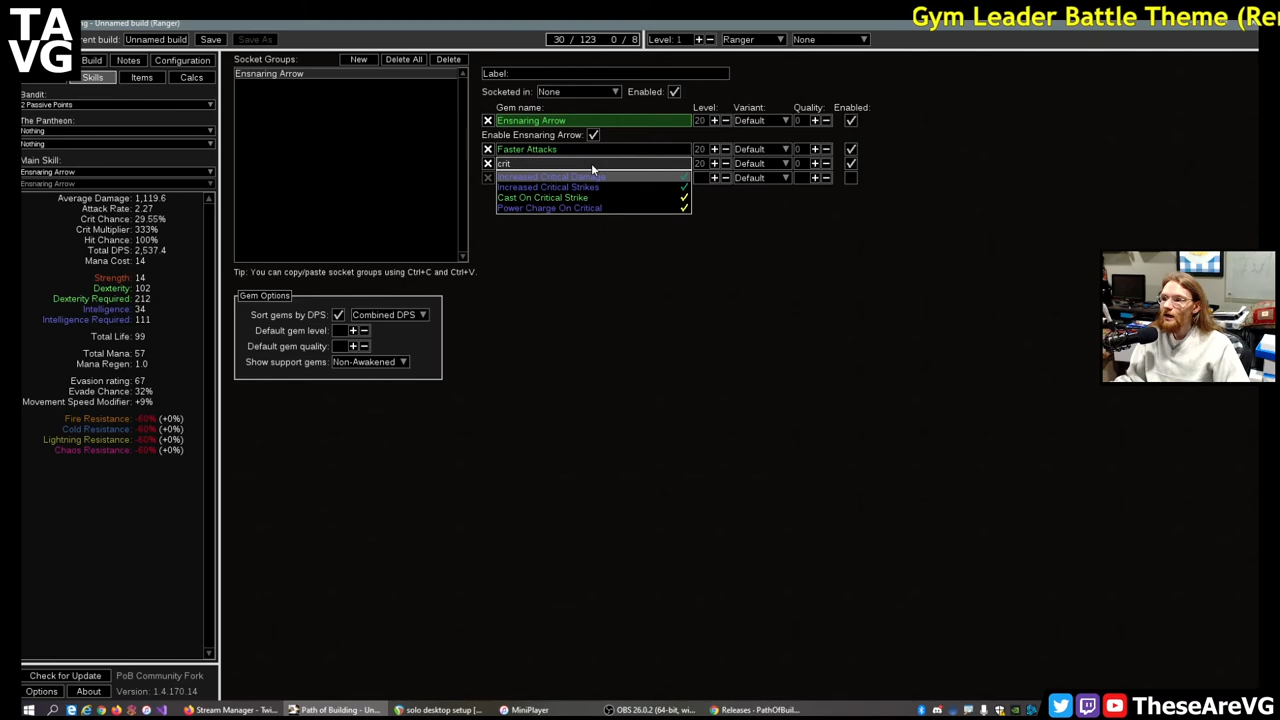 TA
VG
Gym Leader Battle Theme (Re
- Unnamed build (Ranger)
ent build: Unnamed build Save Save As 30 / 123 0 / 8 Level: 1 + - Ranger None
Build Notes Configuration
Skills Items Calcs
Bandit:
2 Passive Points
The Pantheon:
Nothing
Nothing
Main Skill:
Ensnaring Arrow
Ensnaring Arrow
Average Damage: 1,119.6
Attack Rate: 2.27
Crit Chance: 29.55%
Crit Multiplier: 333%
Hit Chance: 100%
Total DPS: 2,537.4
Mana Cost: 14
Strength: 14
Dexterity: 102
Dexterity Required: 212
Intelligence: 34
Intelligence Required: 111
Total Life: 99
Total Mana: 57
Mana Regen: 1.0
Evasion rating: 67
Evade Chance: 32%
Movement Speed Modifier: +9%
Fire Resistance: -60% (+0%)
Cold Resistance: -60% (+0%)
Lightning Resistance: -60% (+0%)
Chaos Resistance: -60% (+0%)
Check for Update PoB Community Fork
Options About Version: 1.4.170.14
Socket Groups: New Delete All Delete
Ensnaring Arrow
Tip: You can copy/paste socket groups using Ctrl+C and Ctrl+V.
Gem Options
Sort gems by DPS: Combined DPS
Default gem level: + -
Default gem quality: + -
Show support gems: Non-Awakened
Label:
Socketed in: None Enabled:
Gem name: Level: Variant: Quality: Enabled:
Ensnaring Arrow 20 + - Default 0 + -
Enable Ensnaring Arrow:
Faster Attacks 20 + - Default 0 + -
crit 20 + - Default 0 + -
Increased Critical Damage + - Default + -
Increased Critical Strikes
Cast On Critical Strike
Power Charge On Critical
Stream Manager - Twi... Path of Building - Un... solo desktop setup [... MiniPlayer OBS 26.0.2 (64-bit, wi... Releases · PathOfBuil...
TheseAreVG